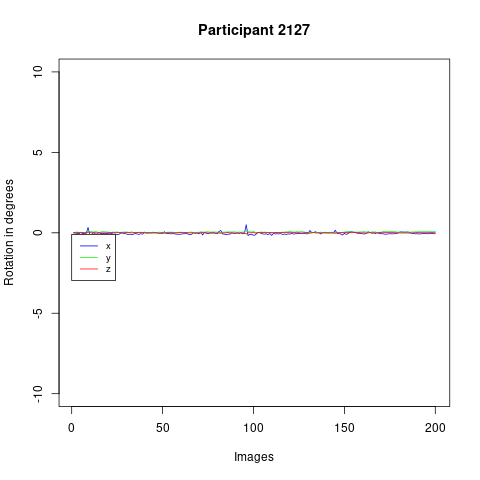 Participant 2127
Rotation in degrees
10
5
0
-5
-10
x
y
z
0 50 100 150 200
Images